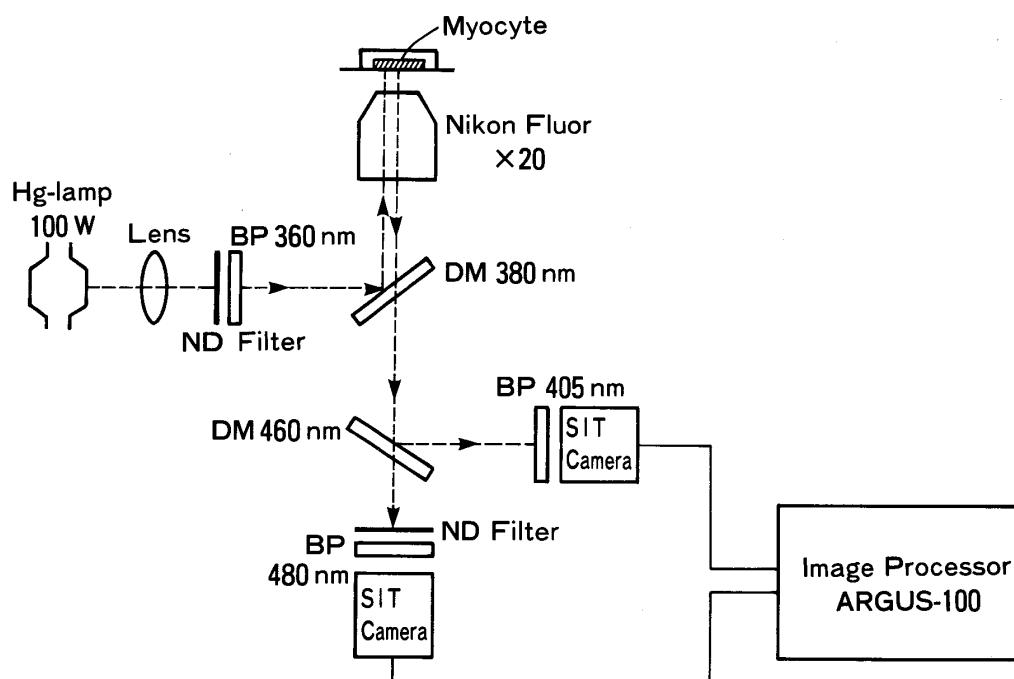 Myocyte
Nikon Fluor
×20
Hg-lamp
100 W
Lens
BP 360 nm
DM 380 nm
ND Filter
BP 405 nm
DM 460 nm
SIT
Camera
ND Filter
BP
480 nm
SIT
Camera
Image Processor
ARGUS-100